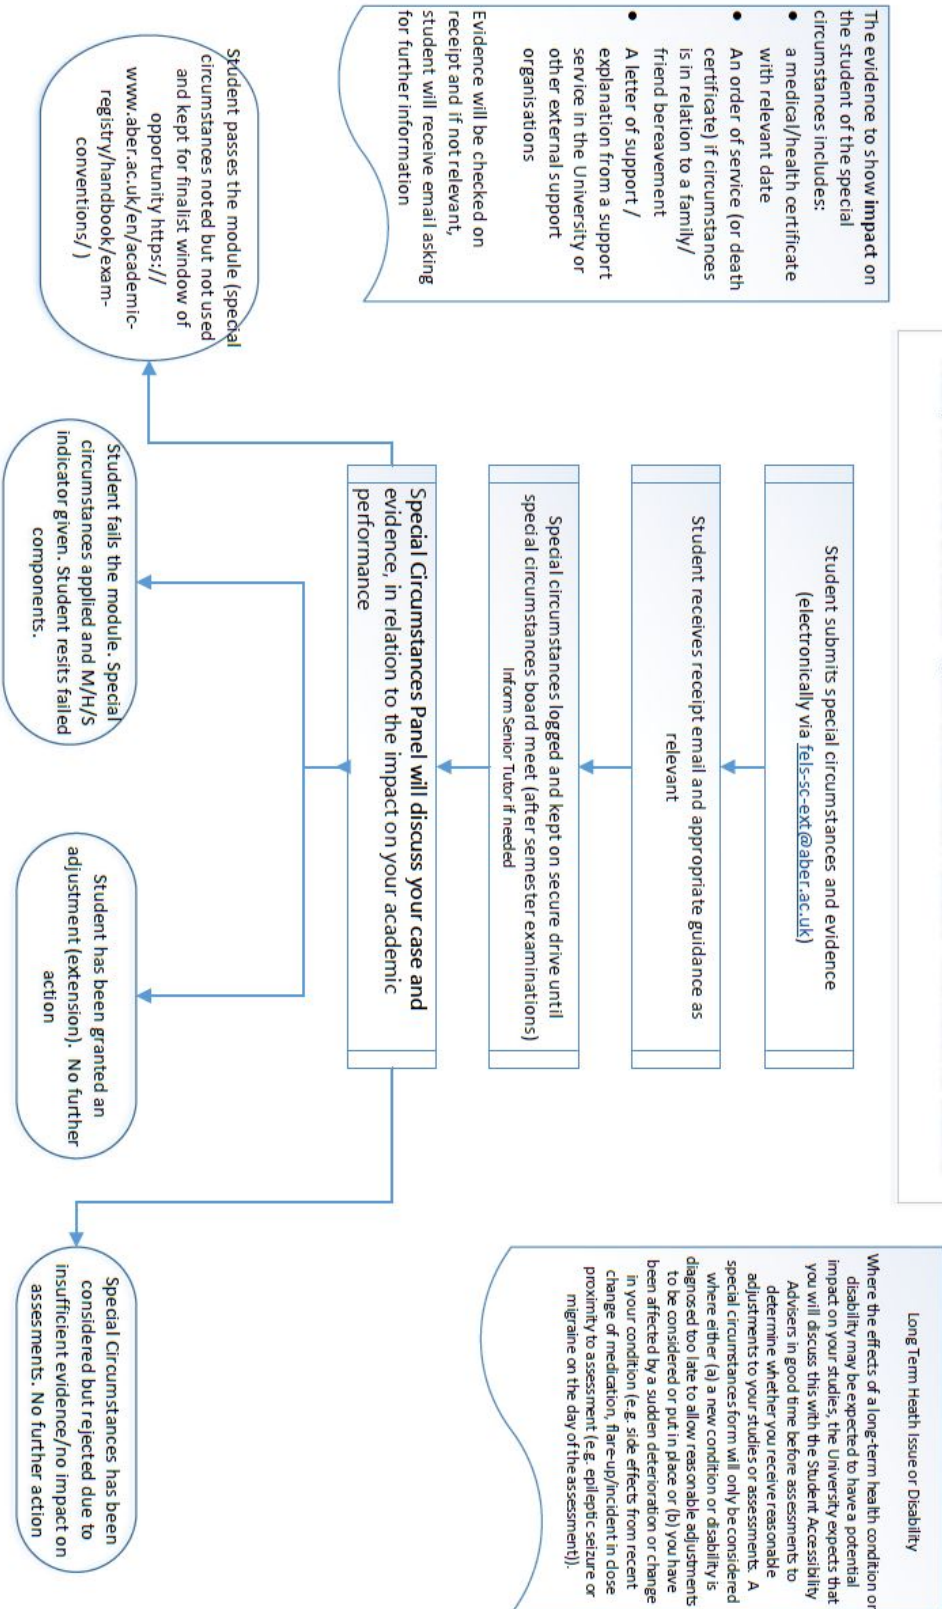 The evidence to show impact on
the student of the special
circumstances includes:
• a medical/health certificate
with relevant date
• An order of service (or death
certificate) if circumstances
is in relation to a family/
friend bereavement
• A letter of support /
explanation from a support
service in the University or
other external support
organisations
Evidence will be checked on
receipt and if not relevant,
student will receive email asking
for further information
Student submits special circumstances and evidence
(electronically via fels-sc-ext@aber.ac.uk)
Student receives receipt email and appropriate guidance as
relevant
Special circumstances logged and kept on secure drive until
special circumstances board meet (after semester examinations)
Inform Senior Tutor if needed
Special Circumstances Panel will discuss your case and
evidence, in relation to the impact on your academic
performance
Long Term Heath Issue or Disability
Where the effects of a long-term health condition or
disability may be expected to have a potential
impact on your studies, the University expects that
you will discuss this with the Student Accessibility
Advisers in good time before assessments to
determine whether you receive reasonable
adjustments to your studies or assessments. A
special circumstances form will only be considered
where either (a) a new condition or disability is
diagnosed too late to allow reasonable adjustments
to be considered or put in place or (b) you have
been affected by a sudden deterioration or change
in your condition (e.g. side effects from recent
change of medication, flare-up/incident in close
proximity to assessment (e.g. epileptic seizure or
migraine on the day of the assessment)).
Student passes the module (special
circumstances noted but not used
and kept for finalist window of
opportunity https://
www.aber.ac.uk/en/academic-
registry/handbook/exam-
conventions/ )
Student fails the module. Special
circumstances applied and M/H/S
indicator given. Student resits failed
components.
Student has been granted an
adjustment (extension). No further
action
Special Circumstances has been
considered but rejected due to
insufficient evidence/no impact on
assesments. No further action